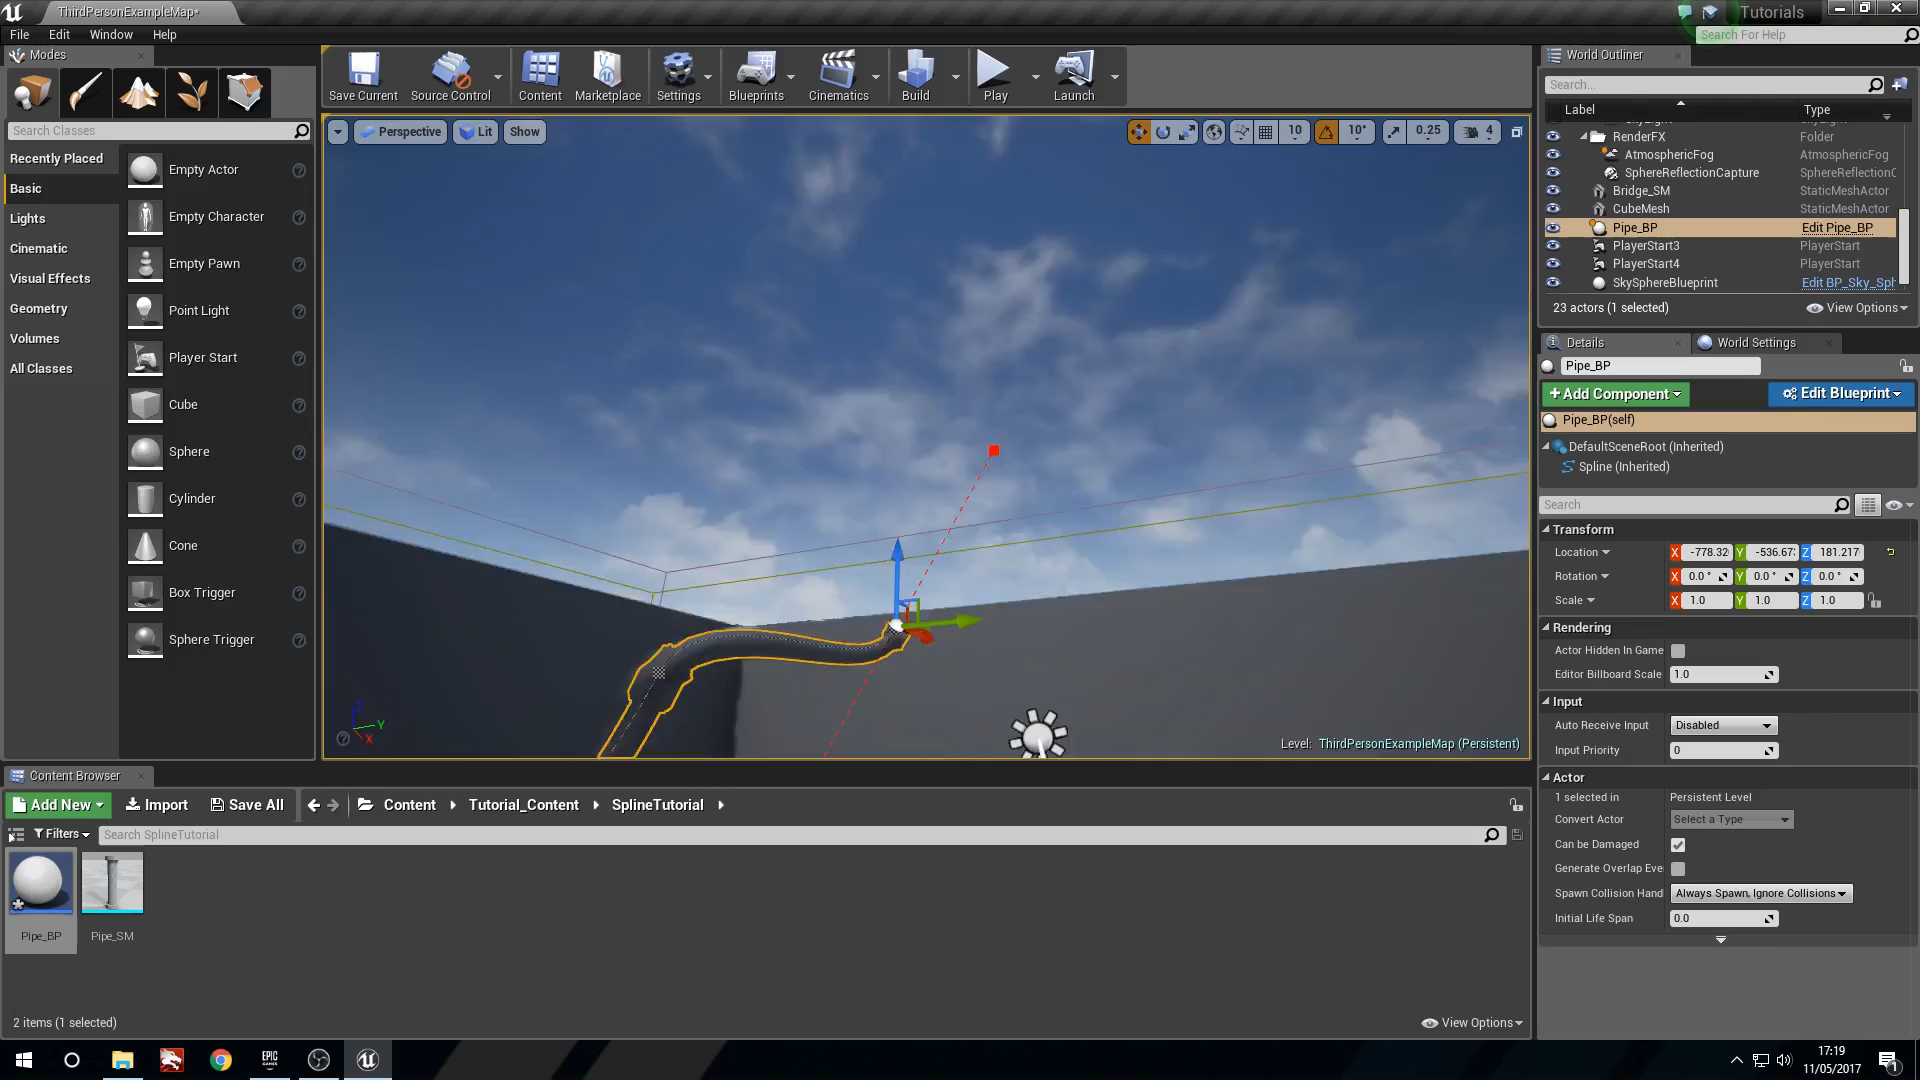 ThirdPersonExampleMap*
Tutorials
File Edit Window Help
Search For Help
Modes
Save Current
Source Control
Content
Marketplace
Settings
Blueprints
Cinematics
Build
Play
Launch
Search Classes
Recently Placed
Basic
Lights
Cinematic
Visual Effects
Geometry
Volumes
All Classes
Empty Actor
Empty Character
Empty Pawn
Point Light
Player Start
Cube
Sphere
Cylinder
Cone
Box Trigger
Sphere Trigger
Perspective
Lit
Show
10
10°
0.25
4
Z
Y
X
Level: ThirdPersonExampleMap (Persistent)
World Outliner
Search...
Label Type
RenderFX Folder
AtmosphericFog AtmosphericFog
SphereReflectionCapture SphereReflectionC
Bridge_SM StaticMeshActor
CubeMesh StaticMeshActor
Pipe_BP Edit Pipe_BP
PlayerStart3 PlayerStart
PlayerStart4 PlayerStart
SkySphereBlueprint Edit BP_Sky_Sph
23 actors (1 selected)
View Options
Details
World Settings
Pipe_BP
+Add Component
Edit Blueprint
Pipe_BP(self)
DefaultSceneRoot (Inherited)
Spline (Inherited)
Search
Transform
Location X -778.32 Y -536.67 Z 181.217
Rotation X 0.0 ° Y 0.0 ° Z 0.0 °
Scale X 1.0 Y 1.0 Z 1.0
Rendering
Actor Hidden In Game
Editor Billboard Scale 1.0
Input
Auto Receive Input Disabled
Input Priority 0
Actor
1 selected in Persistent Level
Convert Actor Select a Type
Can be Damaged
Generate Overlap Eve
Spawn Collision Hand Always Spawn, Ignore Collisions
Initial Life Span 0.0
Content Browser
Add New
Import
Save All
Content Tutorial_Content SplineTutorial
Filters
Search SplineTutorial
Pipe_BP
Pipe_SM
2 items (1 selected)
View Options
EPIC
GAMES
17:19
11/05/2017
1